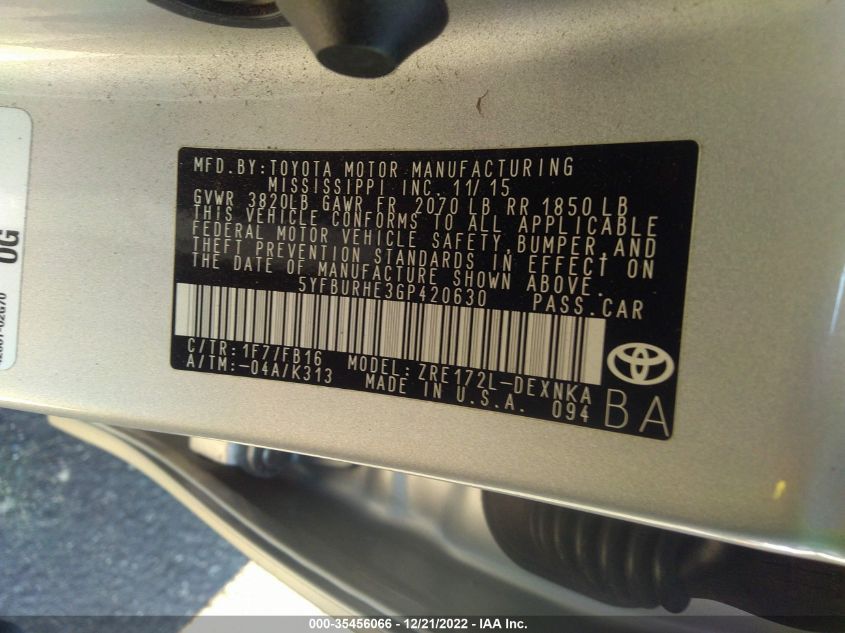 MFD.BY:TOYOTA MOTOR MANUFACTURING
MISSISSIPPI INC. 11/15
GVWR 3820LB GAWR FR 2070 LB RR 1850 LB
THIS VEHICLE CONFORMS TO ALL APPLICABLE
FEDERAL MOTOR VEHICLE SAFETY, BUMPER, AND
THEFT PREVENTION STANDARDS IN EFFECT ON
THE DATE OF MANUFACTURE SHOWN ABOVE.
5YFBURHE3GP420630 PASS.CAR
C/TR:1F7/FB16 MODEL:ZRE172L-DEXNKA
A/TM:-04A/K313 MADE IN U.S.A. 094
BA
0G
000-35456066 - 12/21/2022 - IAA Inc.